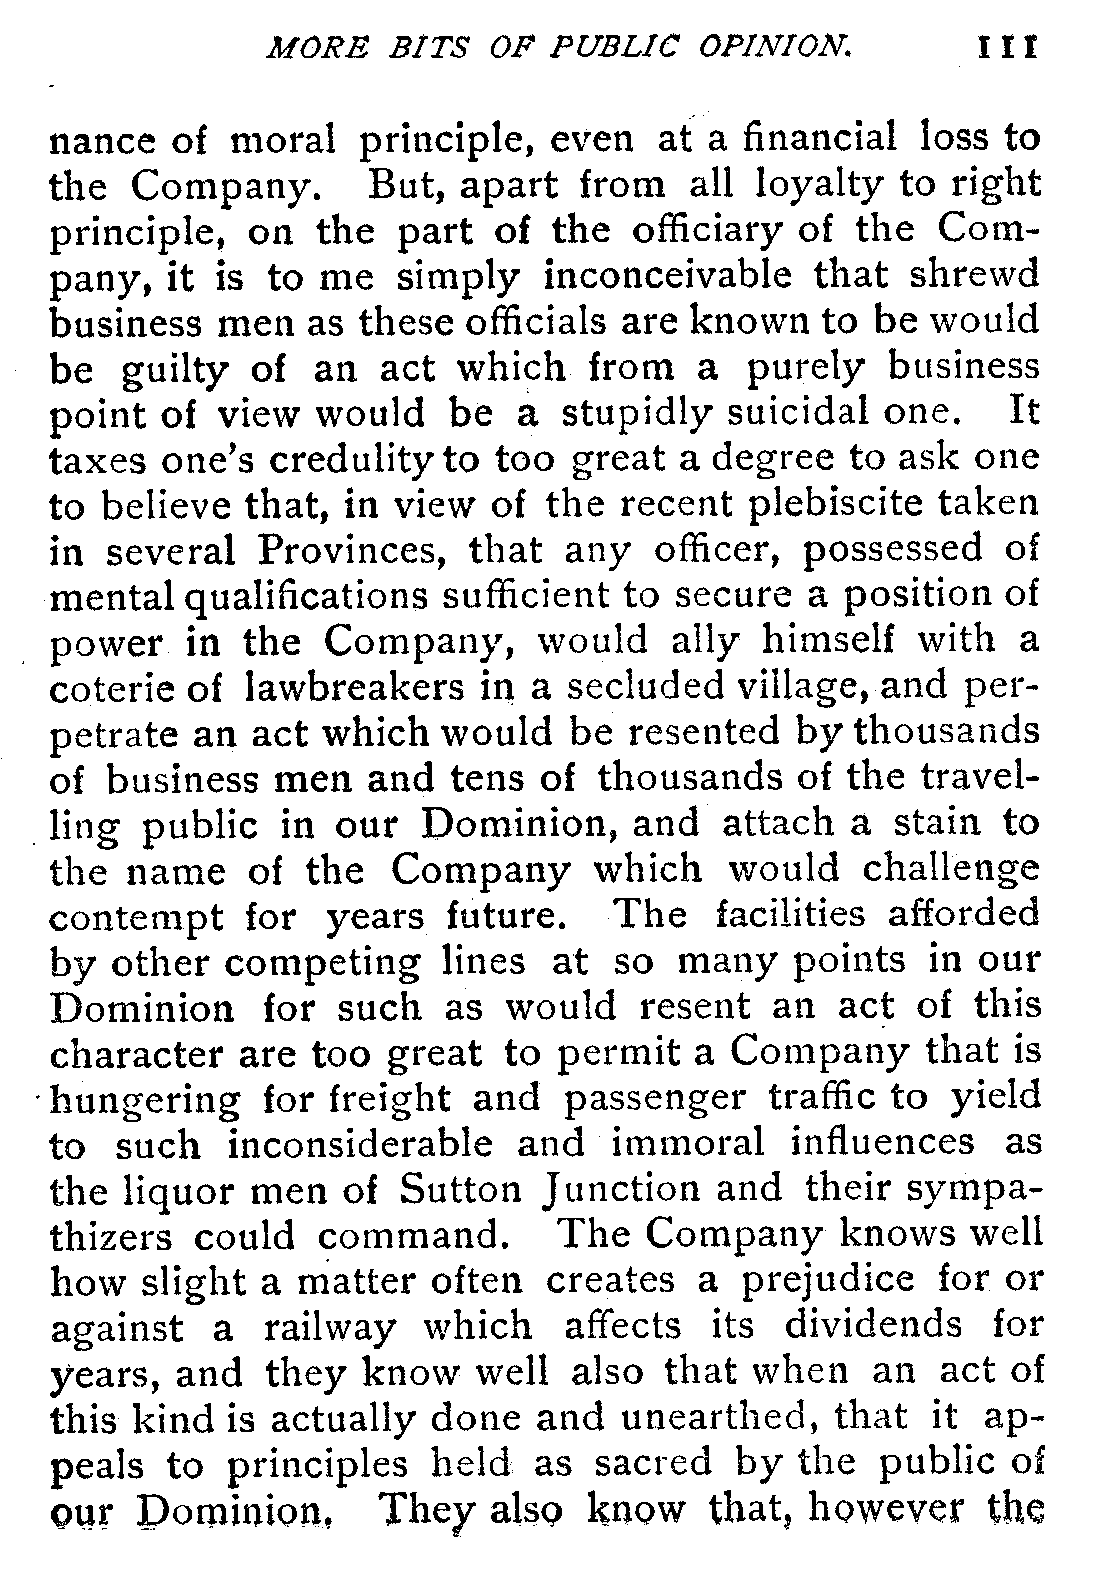 MORE BITS OF PUBLIC OPINION. 111
nance of moral principle, even at a financial loss to
the Company. But, apart from all loyalty to right
principle, on the part of the officiary of the Com-
pany, it is to me simply inconceivable that shrewd
business men as these officials are known to be would
be guilty of an act which from a purely business
point of view would be a stupidly suicidal one. It
taxes one's credulity to too great a degree to ask one
to believe that, in view of the recent plebiscite taken
in several Provinces, that any officer, possessed of
mental qualifications sufficient to secure a position of
power in the Company, would ally himself with a
coterie of lawbreakers in a secluded village, and per-
petrate an act which would be resented by thousands
of business men and tens of thousands of the travel-
ling public in our Dominion, and attach a stain to
the name of the Company which would challenge
contempt for years future. The facilities afforded
by other competing lines at so many points in our
Dominion for such as would resent an act of this
character are too great to permit a Company that is
hungering for freight and passenger traffic to yield
to such inconsiderable and immoral influences as
the liquor men of Sutton Junction and their sympa-
thizers could command. The Company knows well
how slight a matter often creates a prejudice for or
against a railway which affects its dividends for
years, and they know well also that when an act of
this kind is actually done and unearthed, that it ap-
peals to principles held as sacred by the public of
our Dominion. They also know that, however the